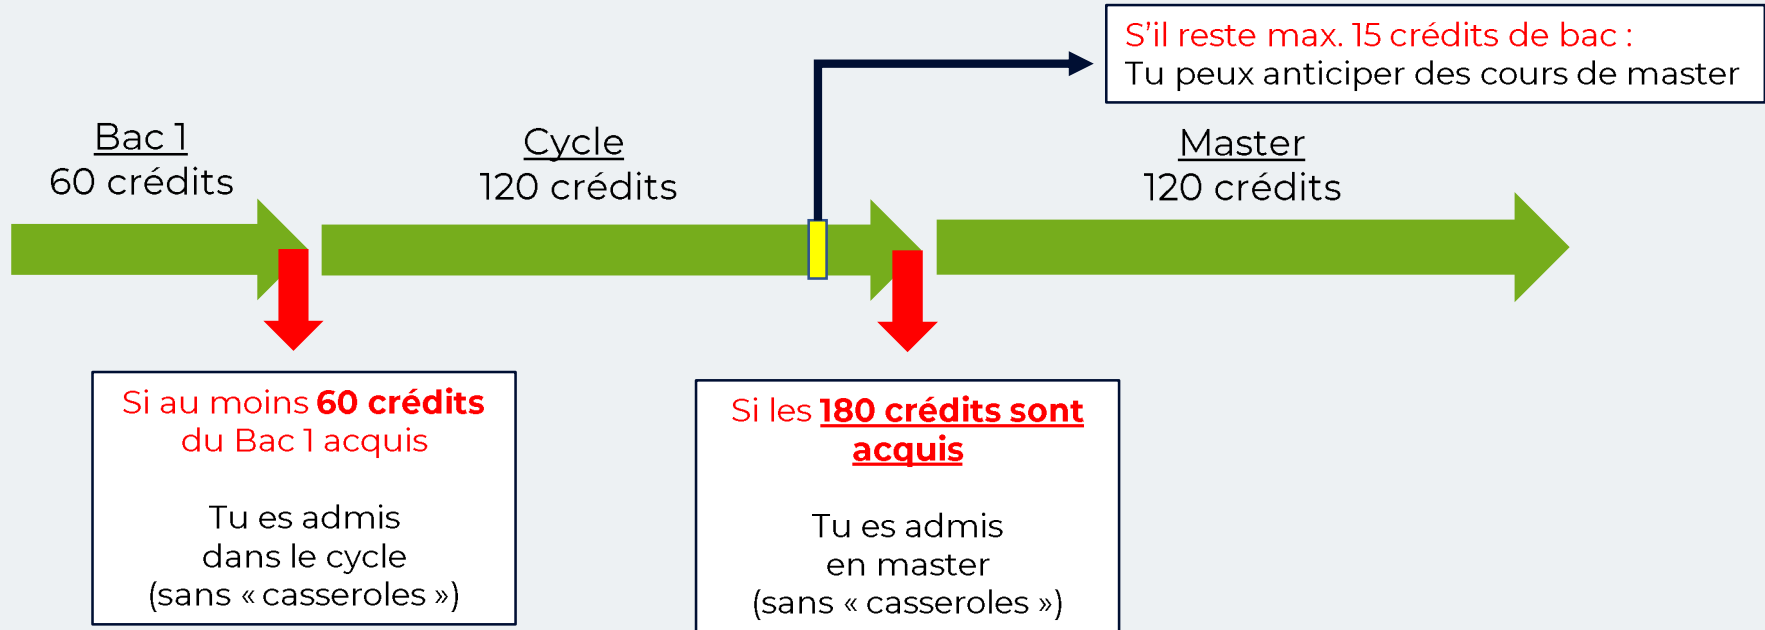 S'il reste max. 15 crédits de bac :
Tu peux anticiper des cours de master
Bac 1
60 crédits
Cycle
120 crédits
Master
120 crédits
Si au moins 60 crédits
du Bac 1 acquis
Tu es admis
dans le cycle
(sans « casseroles »)
Si les 180 crédits sont
acquis
Tu es admis
en master
(sans « casseroles »)